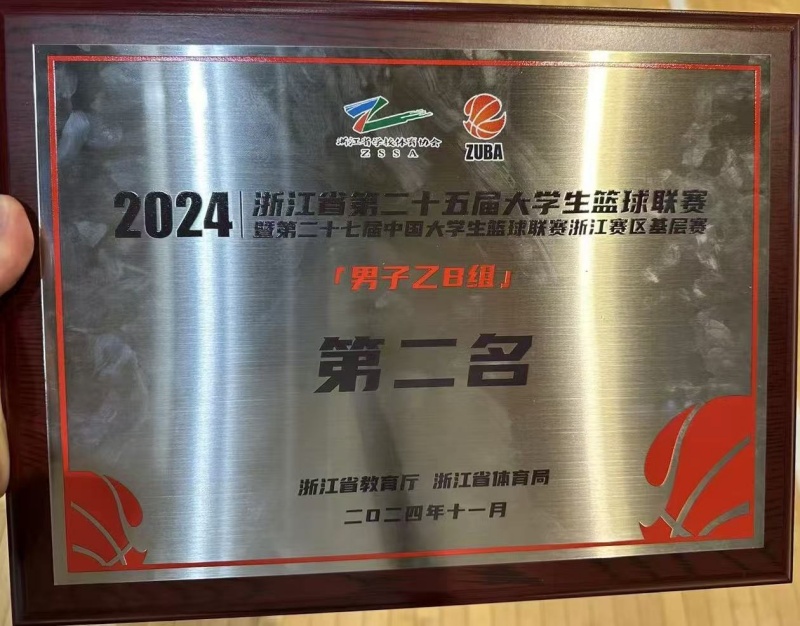 浙江省学校体育协会
ZSSA
ZUBA
2024 浙江省第二十五届大学生篮球联赛
暨第二十七届中国大学生篮球联赛浙江赛区基层赛
「男子乙B组」
第二名
浙江省教育厅 浙江省体育局
二〇二四年十一月